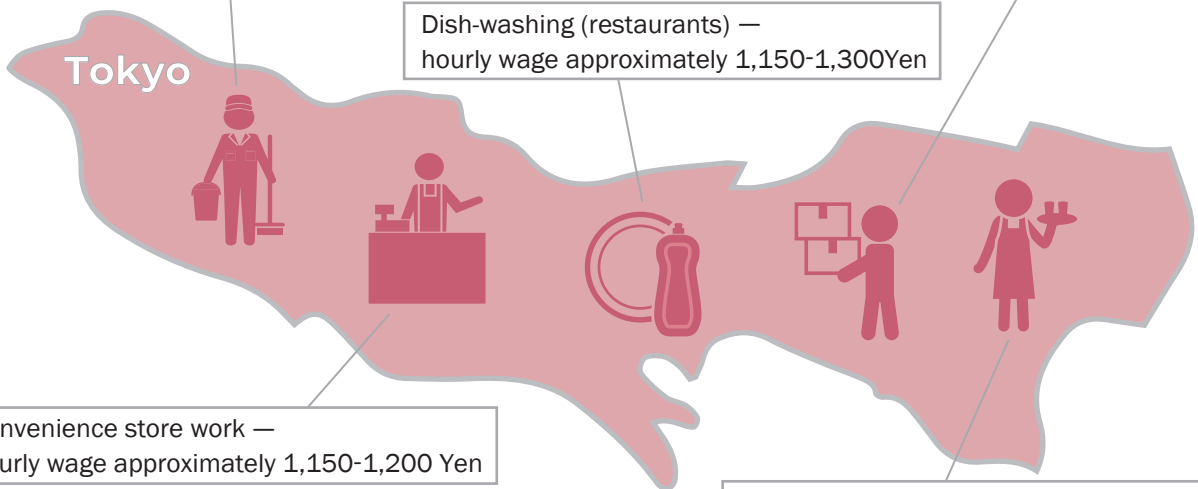 Dish-washing (restaurants) —
hourly wage approximately 1,150-1,300Yen
Tokyo
nvenience store work —
urly wage approximately 1,150-1,200 Yen